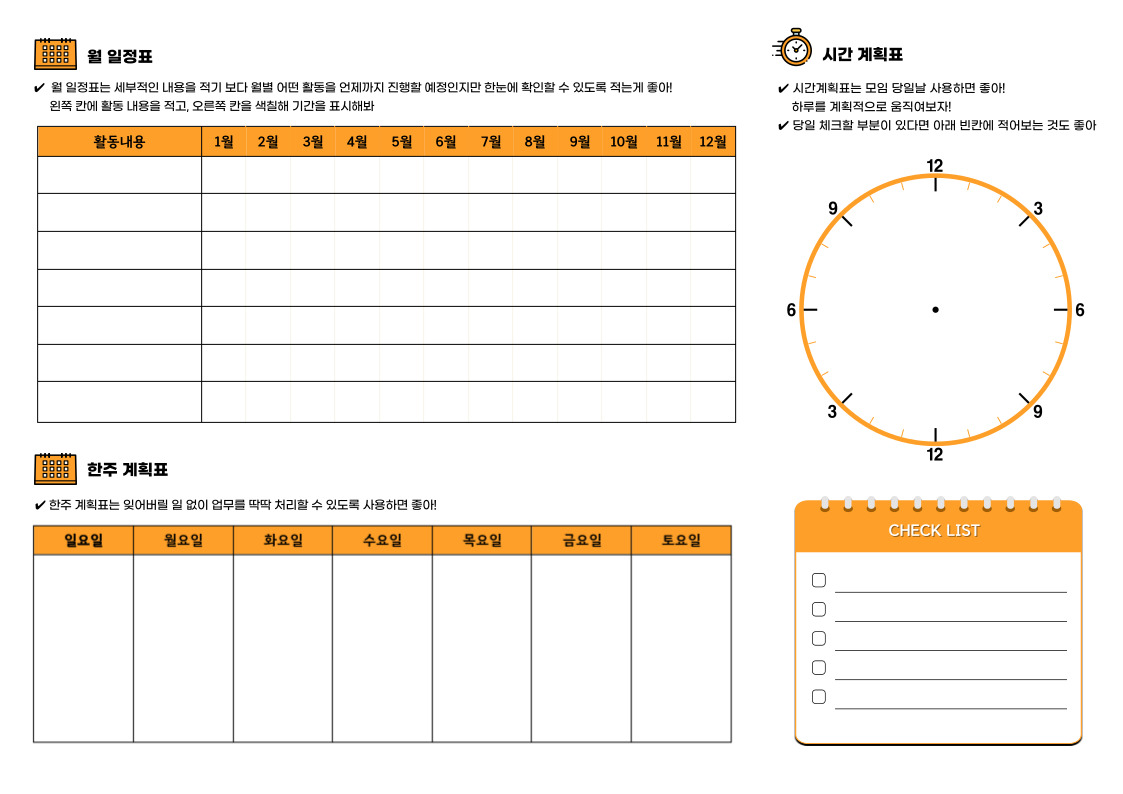 월 일정표
✔ 월 일정표는 세부적인 내용을 적기 보다 월별 어떤 활동을 언제까지 진행할 예정인지만 한눈에 확인할 수 있도록 적는게 좋아!
왼쪽 칸에 활동 내용을 적고, 오른쪽 칸을 색칠해 기간을 표시해봐
활동내용 1월 2월 3월 4월 5월 6월 7월 8월 9월 10월 11월 12월
한주 계획표
✔ 한주 계획표는 잊어버릴 일 없이 업무를 딱딱 처리할 수 있도록 사용하면 좋아!
일요일 월요일 화요일 수요일 목요일 금요일 토요일
시간 계획표
✔ 시간계획표는 모임 당일날 사용하면 좋아!
하루를 계획적으로 움직여보자!
✔ 당일 체크할 부분이 있다면 아래 빈칸에 적어보는 것도 좋아
12
9 3
6 6
3 9
12
CHECK LIST